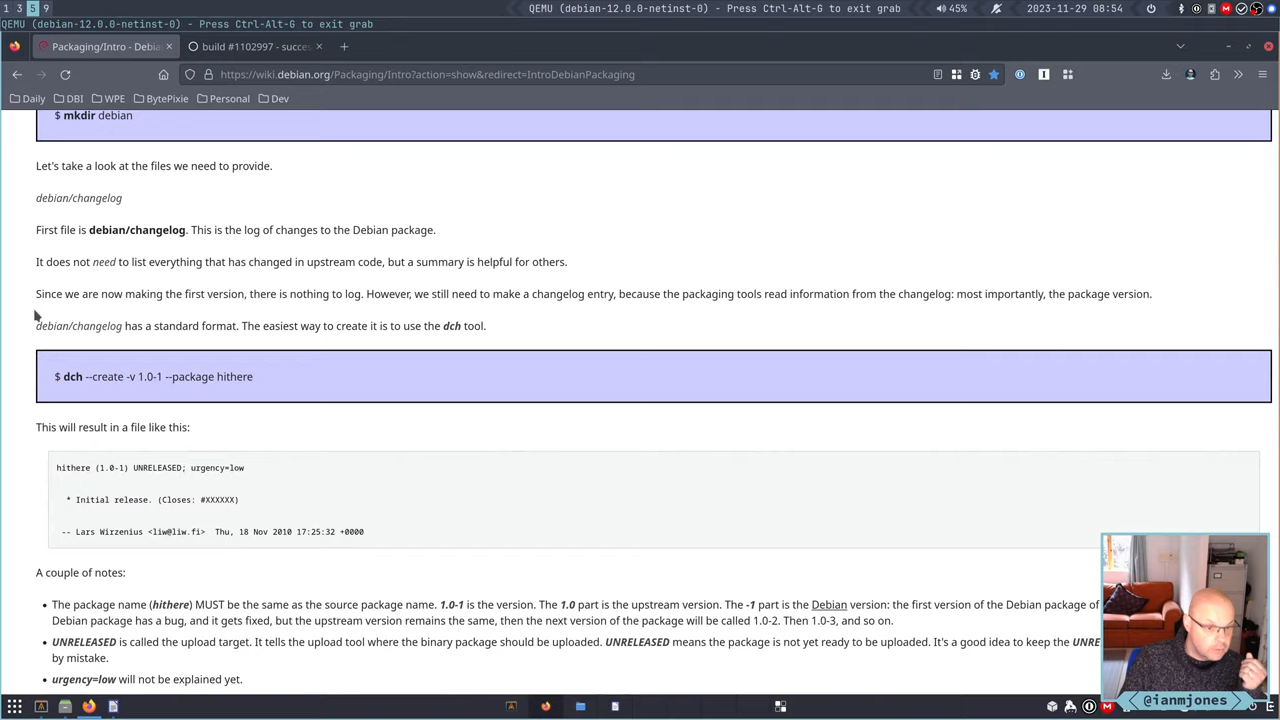 1 3 5 9
QEMU (debian-12.0.0-netinst-0) - Press Ctrl-Alt-G to exit grab
45%
2023-11-29 08:54
QEMU (debian-12.0.0-netinst-0) - Press Ctrl-Alt-G to exit grab
Packaging/Intro - Debia
build #1102997 - succes
https://wiki.debian.org/Packaging/Intro?action=show&redirect=IntroDebianPackaging
Daily DBI WPE BytePixie Personal Dev
$ mkdir debian
Let's take a look at the files we need to provide.
debian/changelog
First file is debian/changelog. This is the log of changes to the Debian package.
It does not need to list everything that has changed in upstream code, but a summary is helpful for others.
Since we are now making the first version, there is nothing to log. However, we still need to make a changelog entry, because the packaging tools read information from the changelog: most importantly, the package version.
debian/changelog has a standard format. The easiest way to create it is to use the dch tool.
$ dch --create -v 1.0-1 --package hithere
This will result in a file like this:
hithere (1.0-1) UNRELEASED; urgency=low
* Initial release. (Closes: #XXXXXX)
-- Lars Wirzenius <liw@liw.fi>  Thu, 18 Nov 2010 17:25:32 +0000
A couple of notes:
• The package name (hithere) MUST be the same as the source package name. 1.0-1 is the version. The 1.0 part is the upstream version. The -1 part is the Debian version: the first version of the Debian package of
Debian package has a bug, and it gets fixed, but the upstream version remains the same, then the next version of the package will be called 1.0-2. Then 1.0-3, and so on.
• UNRELEASED is called the upload target. It tells the upload tool where the binary package should be uploaded. UNRELEASED means the package is not yet ready to be uploaded. It's a good idea to keep the UNRE
by mistake.
• urgency=low will not be explained yet.
@ianmjones